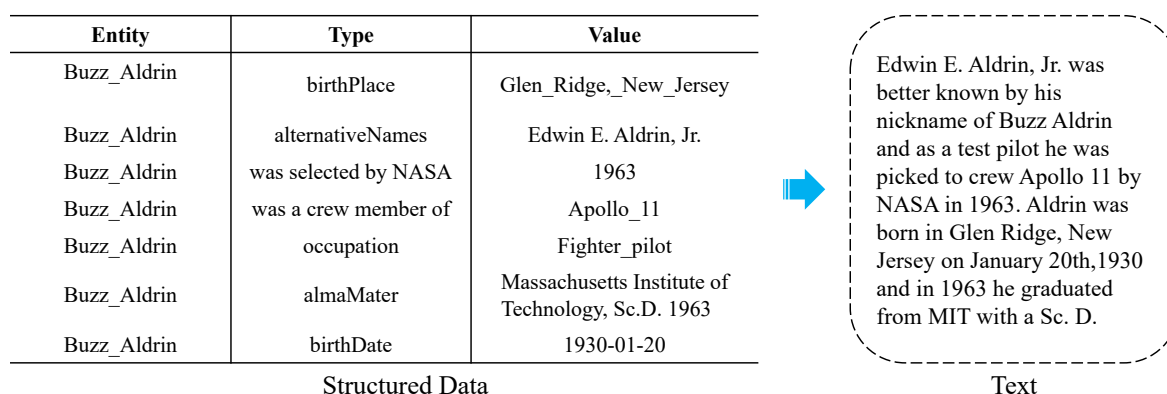 Entity Type Value
Buzz_Aldrin birthPlace Glen_Ridge,_New_Jersey
Buzz_Aldrin alternativeNames Edwin E. Aldrin, Jr.
Buzz_Aldrin was selected by NASA 1963
Buzz_Aldrin was a crew member of Apollo_11
Buzz_Aldrin occupation Fighter_pilot
Buzz_Aldrin almaMater Massachusetts Institute of
Technology, Sc.D. 1963
Buzz_Aldrin birthDate 1930-01-20
Structured Data
Edwin E. Aldrin, Jr. was
better known by his
nickname of Buzz Aldrin
and as a test pilot he was
picked to crew Apollo 11 by
NASA in 1963. Aldrin was
born in Glen Ridge, New
Jersey on January 20th,1930
and in 1963 he graduated
from MIT with a Sc. D.
Text